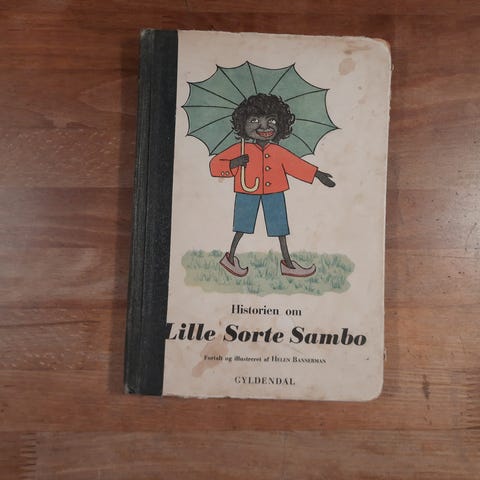 Historien om
Lille Sorte Sambo
Fortalt og illustreret af HELEN BANNERMAN
GYLDENDAL